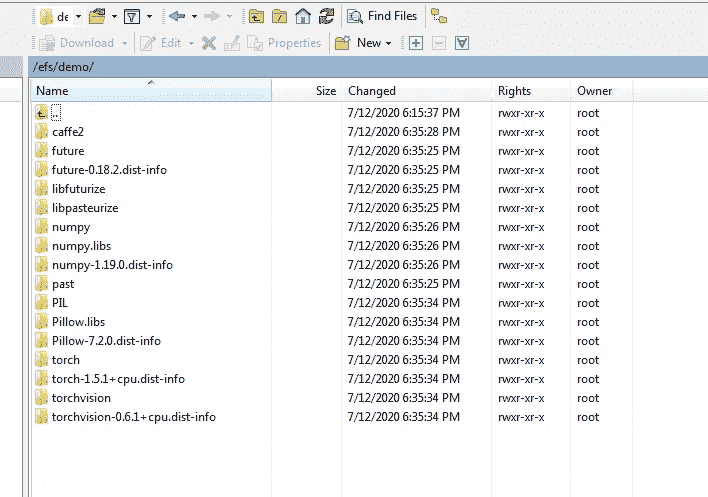 de Find Files
Download Edit Properties New
/efs/demo/
Name Size Changed Rights Owner
.. 7/12/2020 6:15:37 PM rwxr-xr-x root
caffe2 7/12/2020 6:35:28 PM rwxr-xr-x root
future 7/12/2020 6:35:25 PM rwxr-xr-x root
future-0.18.2.dist-info 7/12/2020 6:35:25 PM rwxr-xr-x root
libfuturize 7/12/2020 6:35:25 PM rwxr-xr-x root
libpasteurize 7/12/2020 6:35:25 PM rwxr-xr-x root
numpy 7/12/2020 6:35:26 PM rwxr-xr-x root
numpy.libs 7/12/2020 6:35:26 PM rwxr-xr-x root
numpy-1.19.0.dist-info 7/12/2020 6:35:26 PM rwxr-xr-x root
past 7/12/2020 6:35:25 PM rwxr-xr-x root
PIL 7/12/2020 6:35:34 PM rwxr-xr-x root
Pillow.libs 7/12/2020 6:35:34 PM rwxr-xr-x root
Pillow-7.2.0.dist-info 7/12/2020 6:35:34 PM rwxr-xr-x root
torch 7/12/2020 6:35:34 PM rwxr-xr-x root
torch-1.5.1+cpu.dist-info 7/12/2020 6:35:34 PM rwxr-xr-x root
torchvision 7/12/2020 6:35:34 PM rwxr-xr-x root
torchvision-0.6.1+cpu.dist-info 7/12/2020 6:35:34 PM rwxr-xr-x root